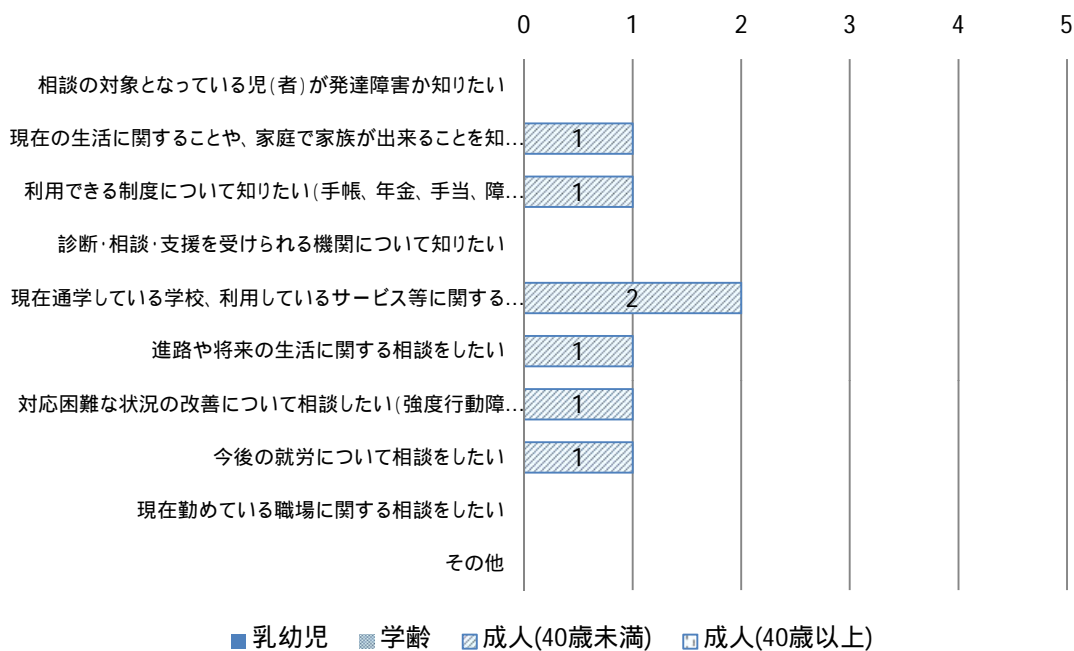 0 1 2 3 4 5
相談の対象となっている児(者)が発達障害か知りたい
現在の生活に関することや、家庭で家族が出来ることを知… 1
利用できる制度について知りたい(手帳、年金、手当、障… 1
診断・相談・支援を受けられる機関について知りたい
現在通学している学校、利用しているサービス等に関する… 2
進路や将来の生活に関する相談をしたい 1
対応困難な状況の改善について相談したい(強度行動障… 1
今後の就労について相談をしたい 1
現在勤めている職場に関する相談をしたい
その他
乳幼児 学齢 成人(40歳未満) 成人(40歳以上)